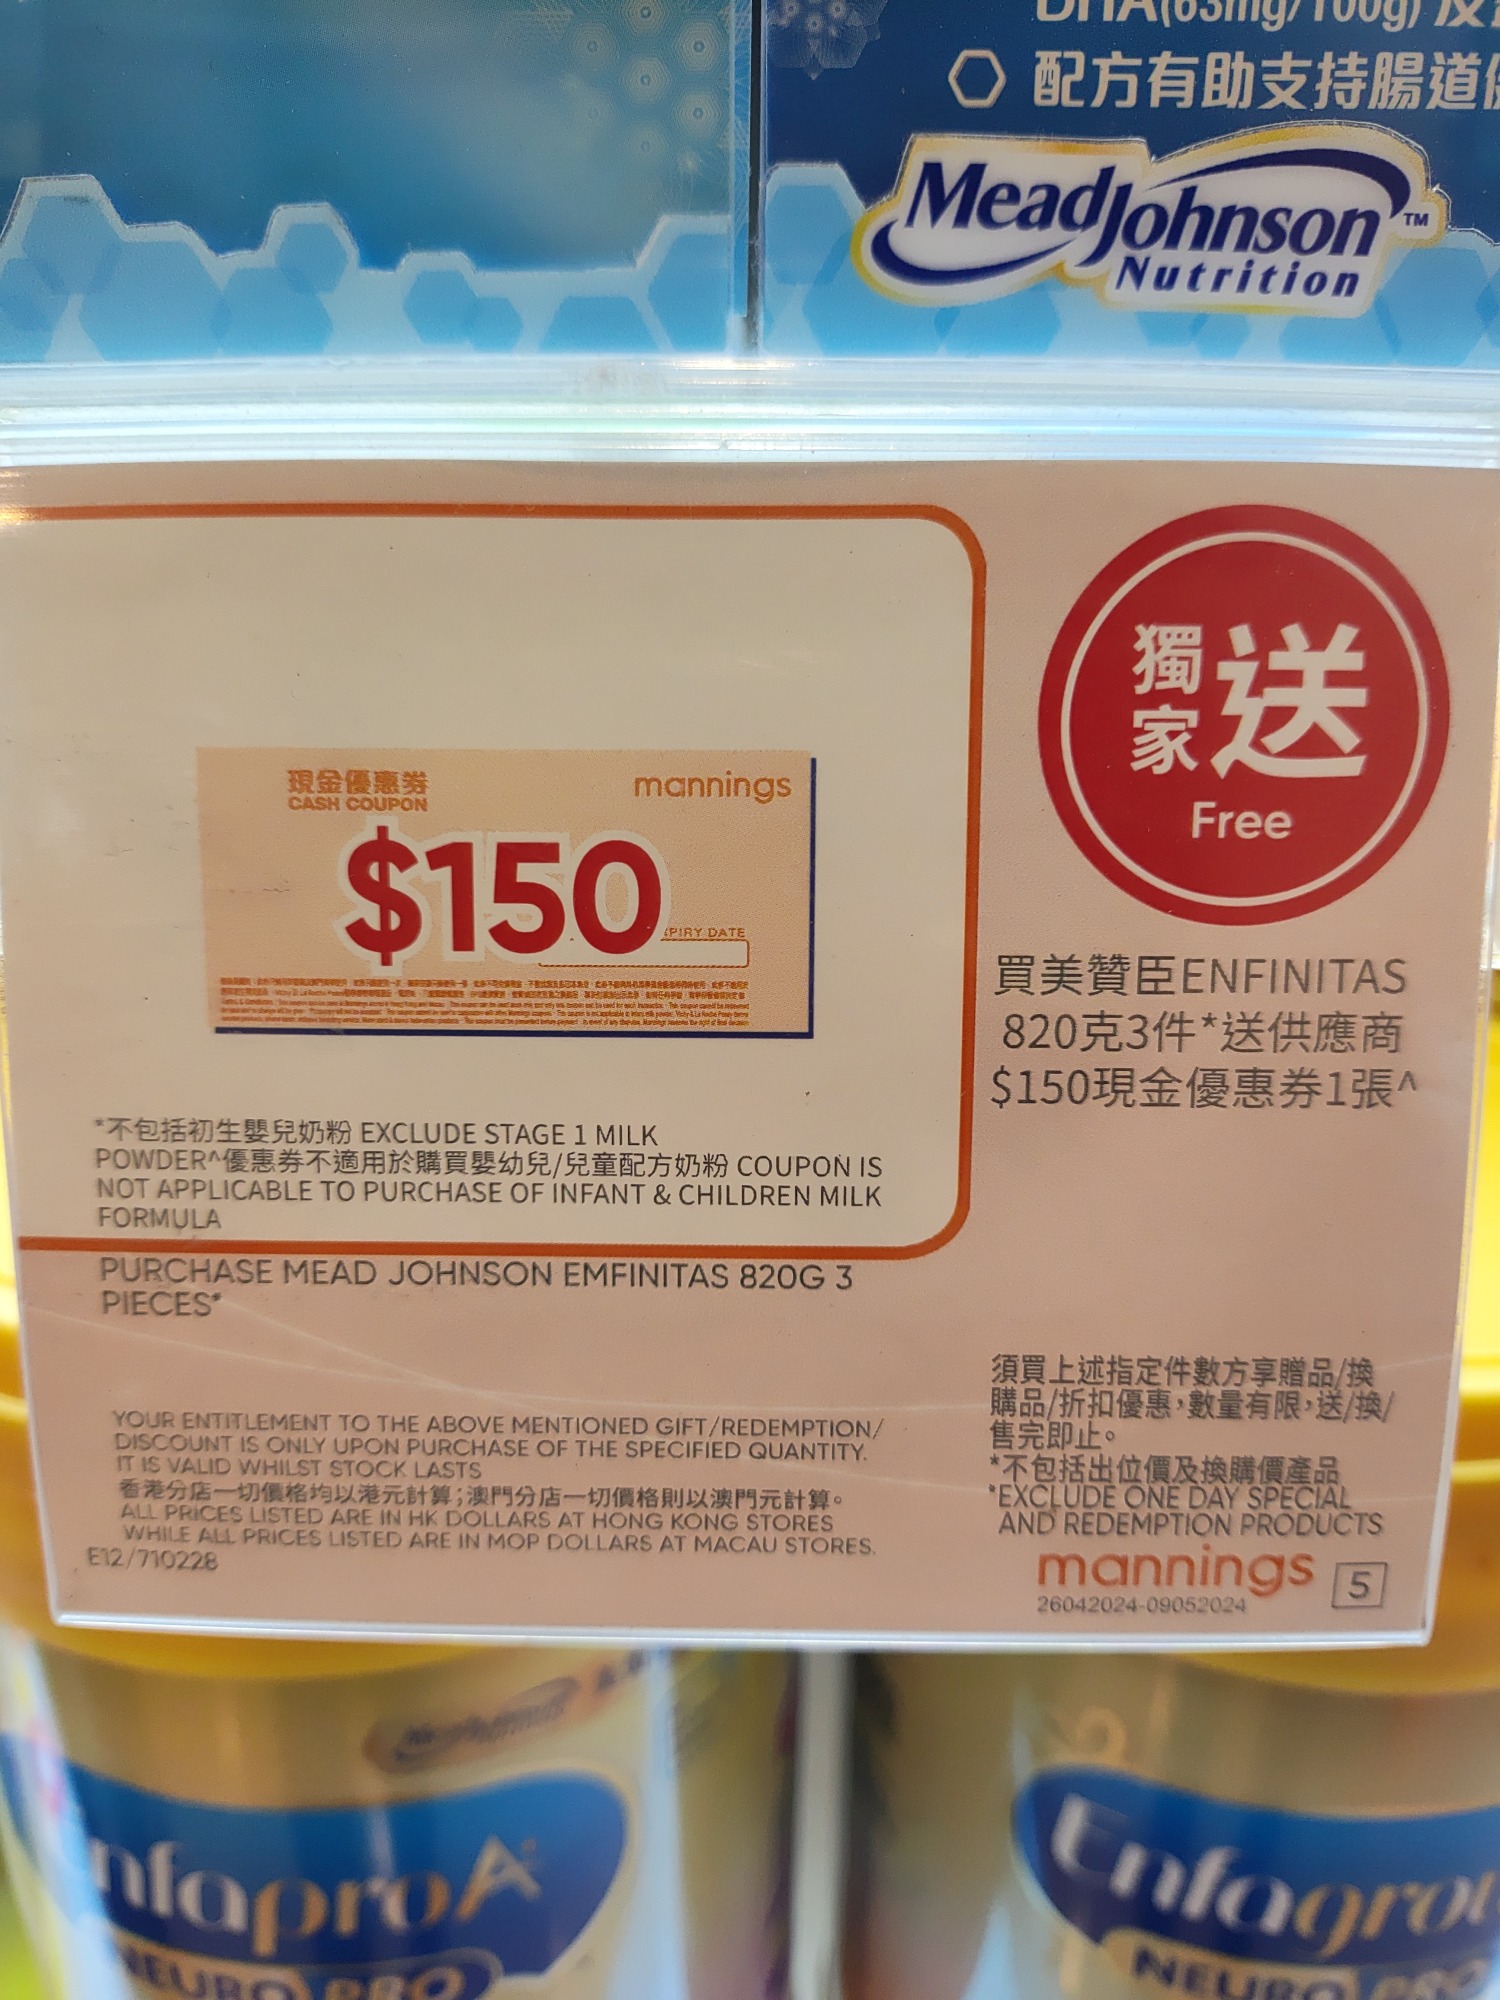 DHA(63mg/100g) 及
配方有助支持腸道
MeadJohnson™
Nutrition
獨家送
Free
現金優惠券
CASH COUPON
mannings
$150
PIRY DATE
買美贊臣ENFINITAS
820克3件*送供應商
$150現金優惠券1張^
*不包括初生嬰兒奶粉 EXCLUDE STAGE 1 MILK
POWDER^優惠券不適用於購買嬰幼兒/兒童配方奶粉 COUPON IS
NOT APPLICABLE TO PURCHASE OF INFANT & CHILDREN MILK
FORMULA
PURCHASE MEAD JOHNSON EMFINITAS 820G 3
PIECES*
YOUR ENTITLEMENT TO THE ABOVE MENTIONED GIFT/REDEMPTION/
DISCOUNT IS ONLY UPON PURCHASE OF THE SPECIFIED QUANTITY.
IT IS VALID WHILST STOCK LASTS
香港分店一切價格均以港元計算;澳門分店一切價格則以澳門元計算。
ALL PRICES LISTED ARE IN HK DOLLARS AT HONG KONG STORES
WHILE ALL PRICES LISTED ARE IN MOP DOLLARS AT MACAU STORES.
E12/710228
須買上述指定件數方享贈品/換
購品/折扣優惠,數量有限,送/換/
售完即止。
*不包括出位價及換購價產品
*EXCLUDE ONE DAY SPECIAL
AND REDEMPTION PRODUCTS
mannings 5
26042024-09052024
nfaproA+
NEURO PRO
Enfagrow
NEURO PRO